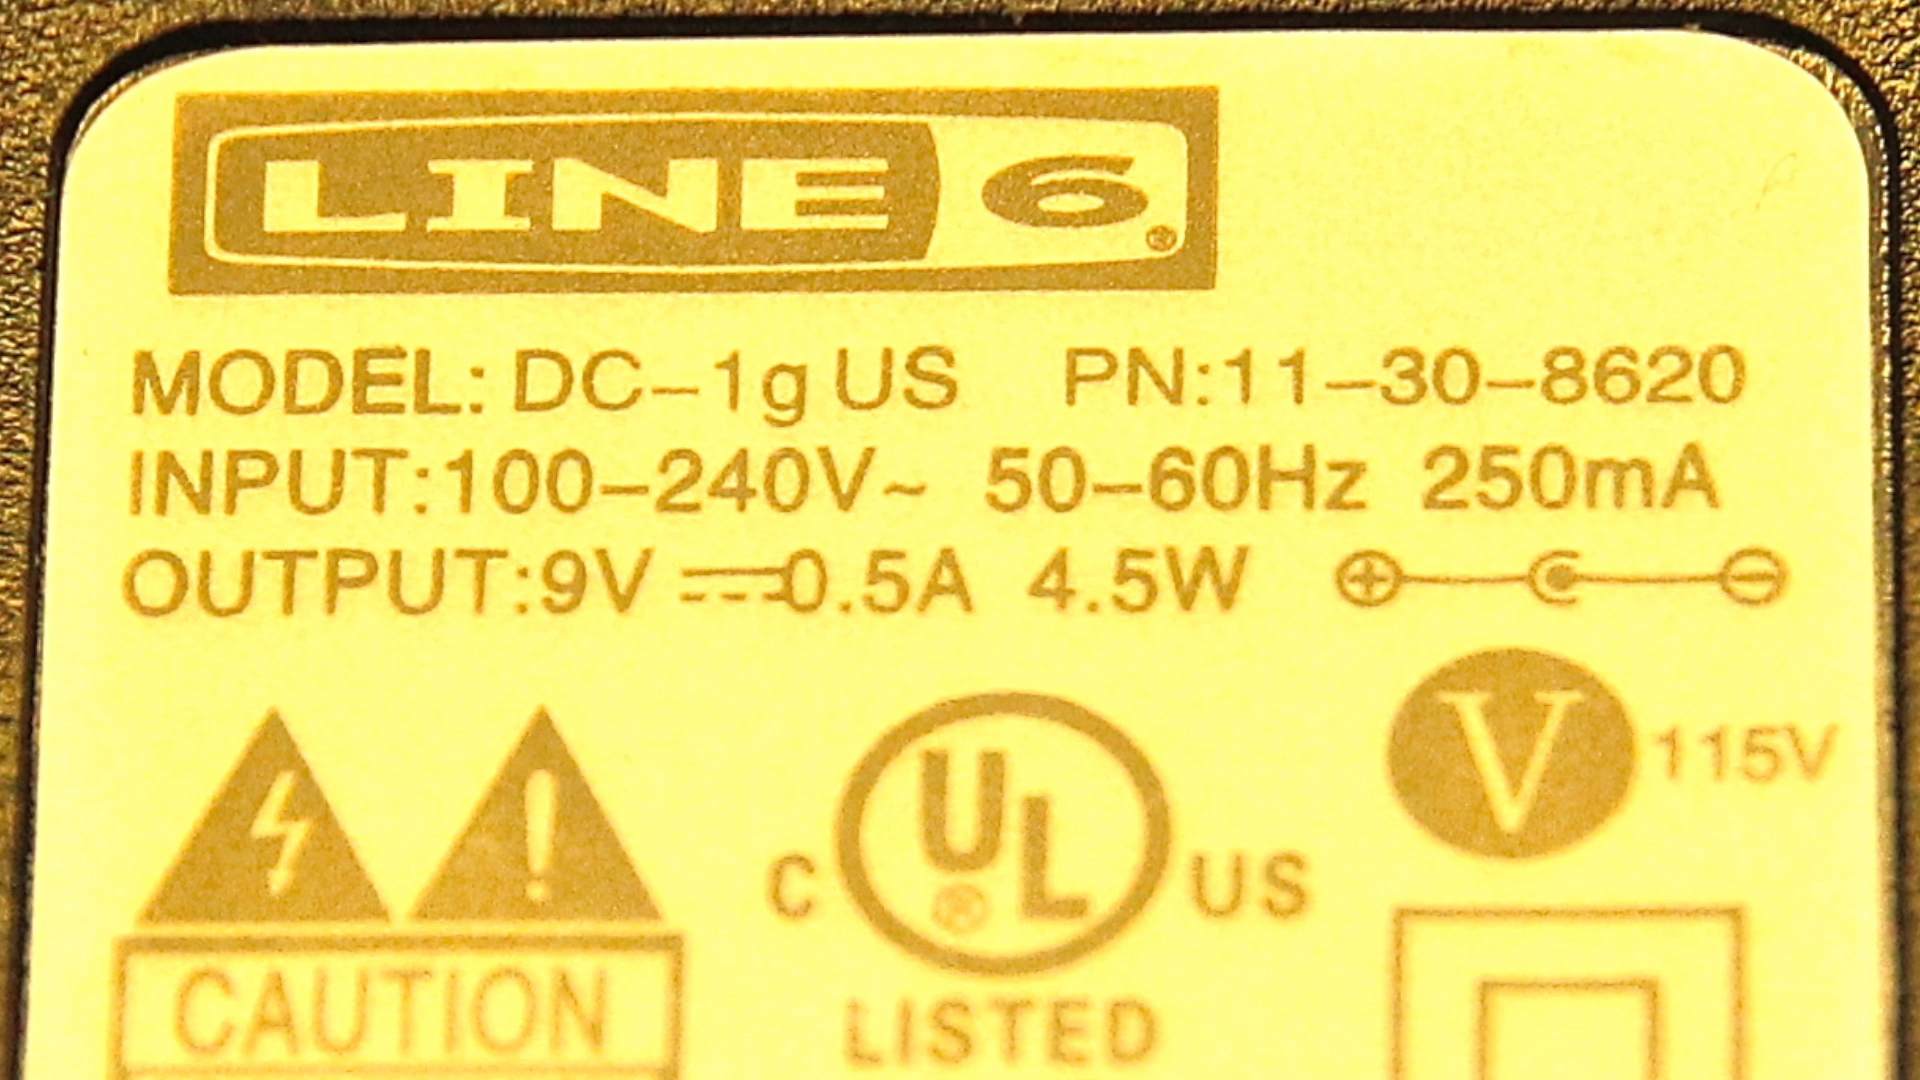 LINE 6®
MODEL: DC-1g US PN:11-30-8620
INPUT:100-240V~ 50-60Hz 250mA
OUTPUT:9V ⎓0.5A 4.5W
V 115V
C UL® US
LISTED
CAUTION